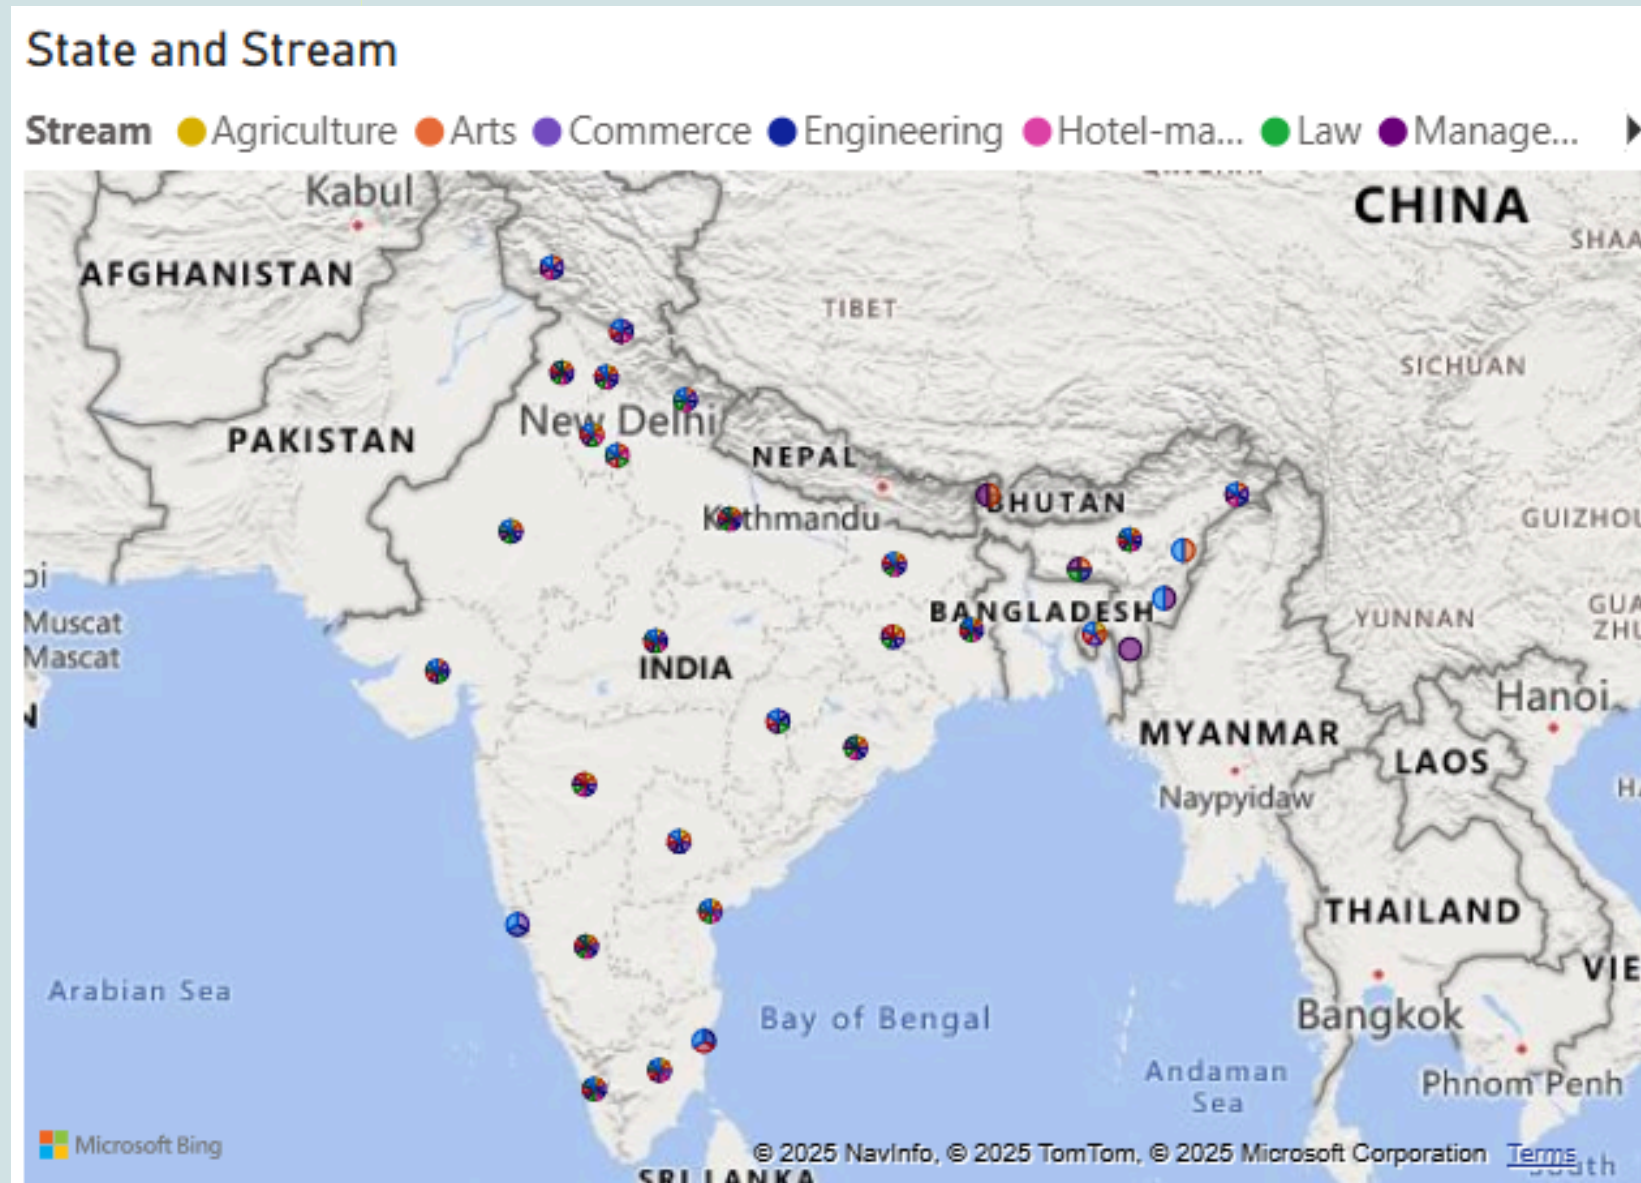 State and Stream
Stream Agriculture Arts Commerce Engineering Hotel-ma... Law Manage...
Kabul
CHINA
AFGHANISTAN
TIBET
SICHUAN
New Delhi
PAKISTAN
NEPAL
BHUTAN
Kathmandu
GUIZHOU
BANGLADESH
Muscat
Mascat
YUNNAN
INDIA
Hanoi
MYANMAR
LAOS
Naypyidaw
THAILAND
Arabian Sea
Bay of Bengal
Bangkok
Andaman
Sea
Phnom Penh
Microsoft Bing
© 2025 NavInfo, © 2025 TomTom, © 2025 Microsoft Corporation Terms
SRI LANKA